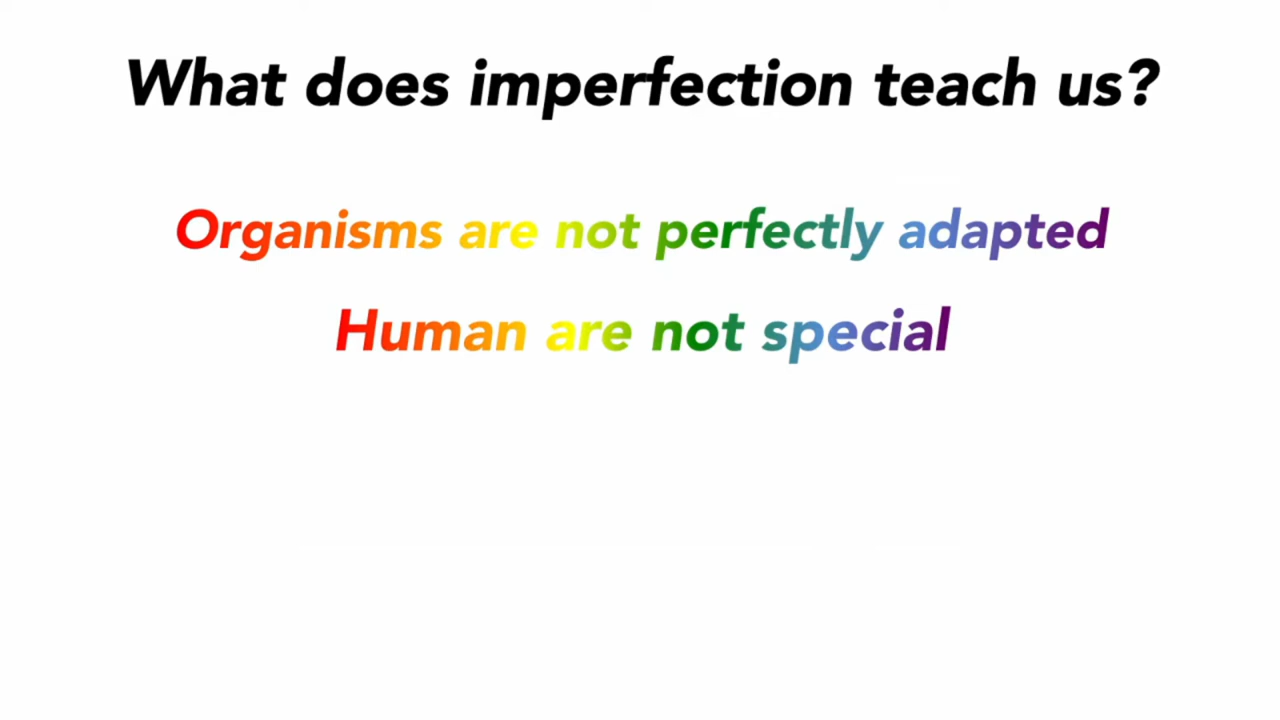 What does imperfection teach us?
Organisms are not perfectly adapted
Human are not special